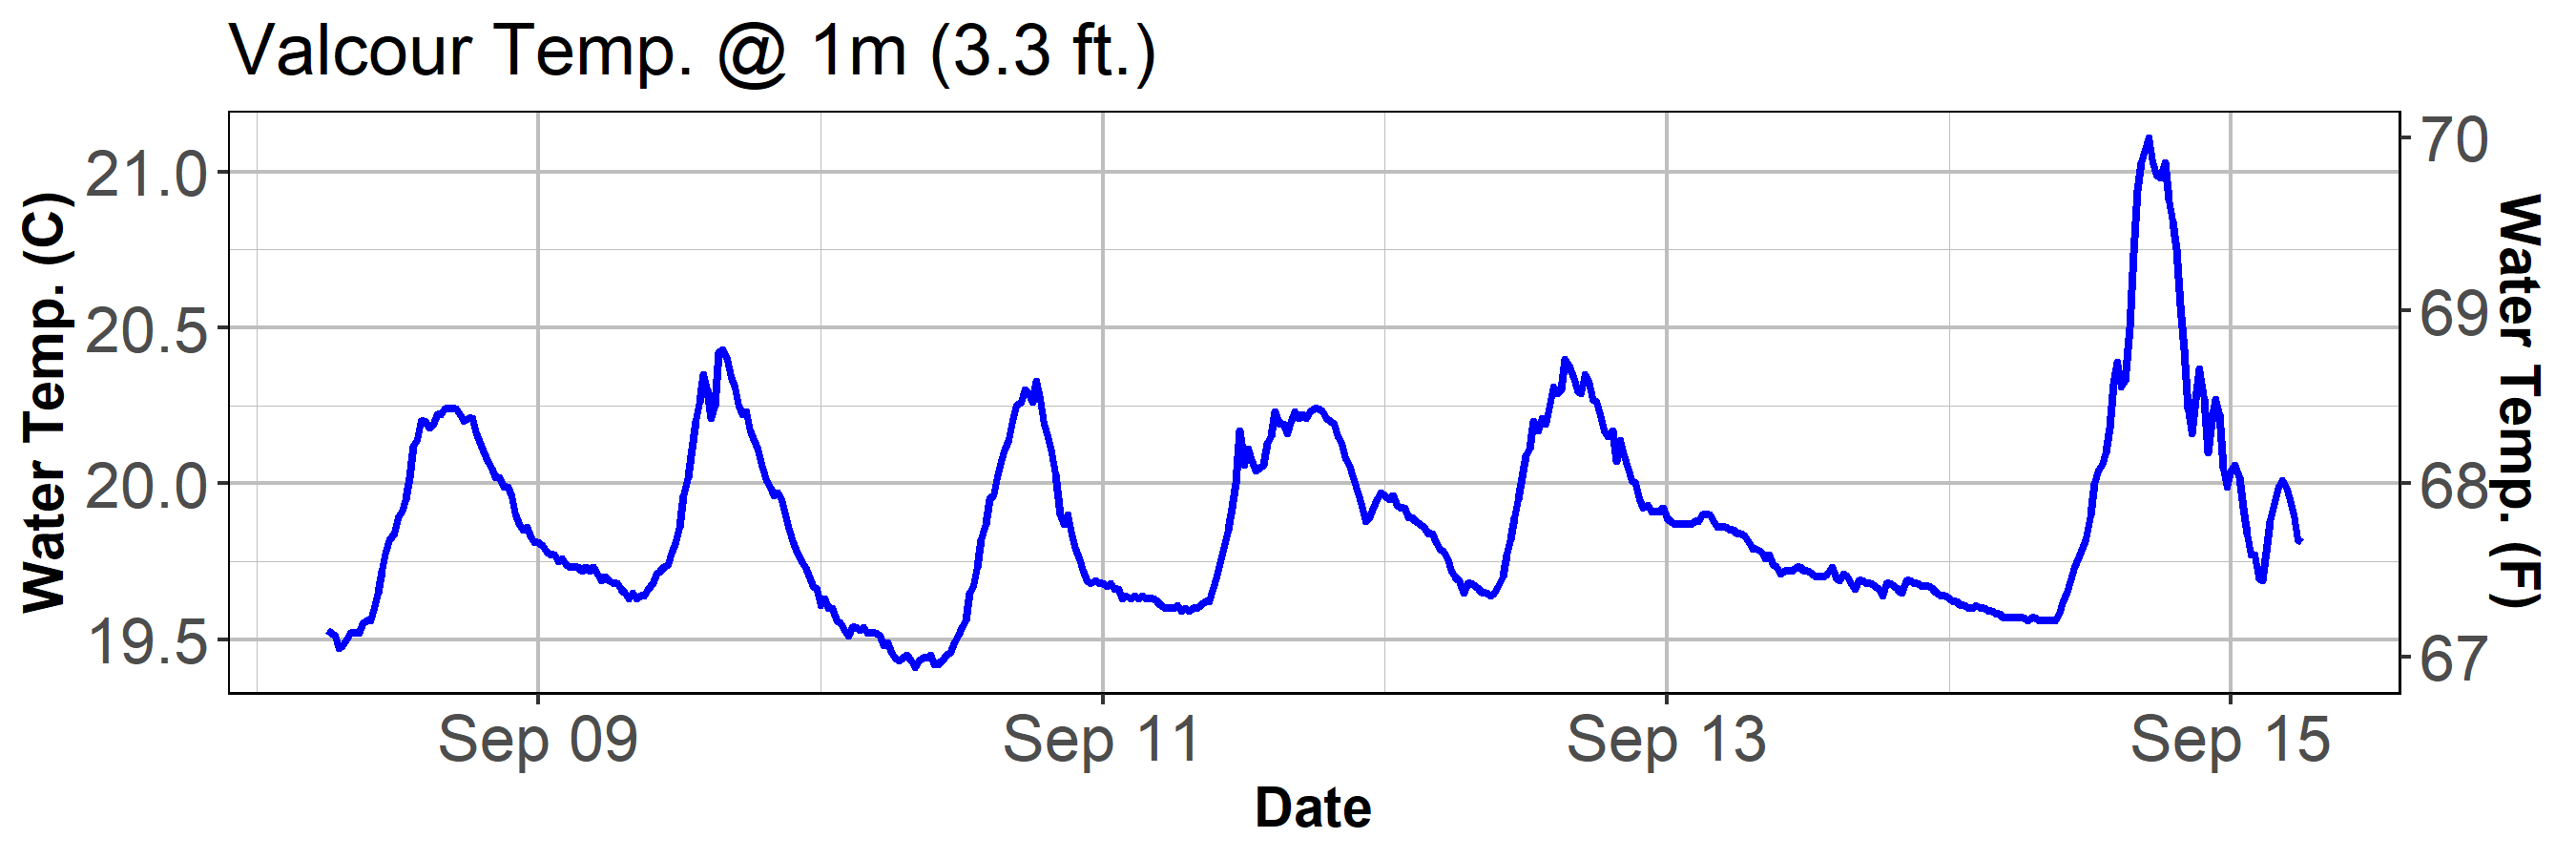 Valcour Temp. @ 1m (3.3 ft.)
Water Temp. (C)
21.0
20.5
20.0
19.5
70
69
68
67
Water Temp. (F)
Sep 09
Sep 11
Sep 13
Sep 15
Date